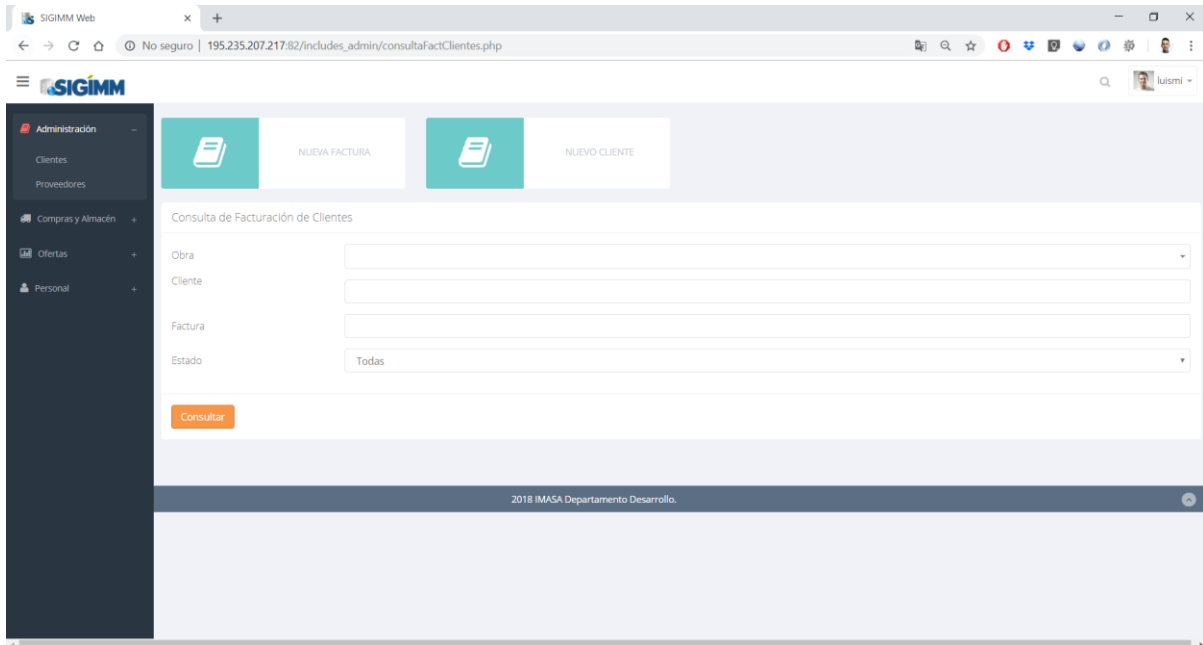 SIGIMM Web
No seguro | 195.235.207.217:82/includes_admin/consultaFactClientes.php
SIGÍMM
luismi
Administración
Clientes
Proveedores
Compras y Almacén
Ofertas
Personal
NUEVA FACTURA
NUEVO CLIENTE
Consulta de Facturación de Clientes
Obra
Cliente
Factura
Estado
Todas
Consultar
2018 IMASA Departamento Desarrollo.